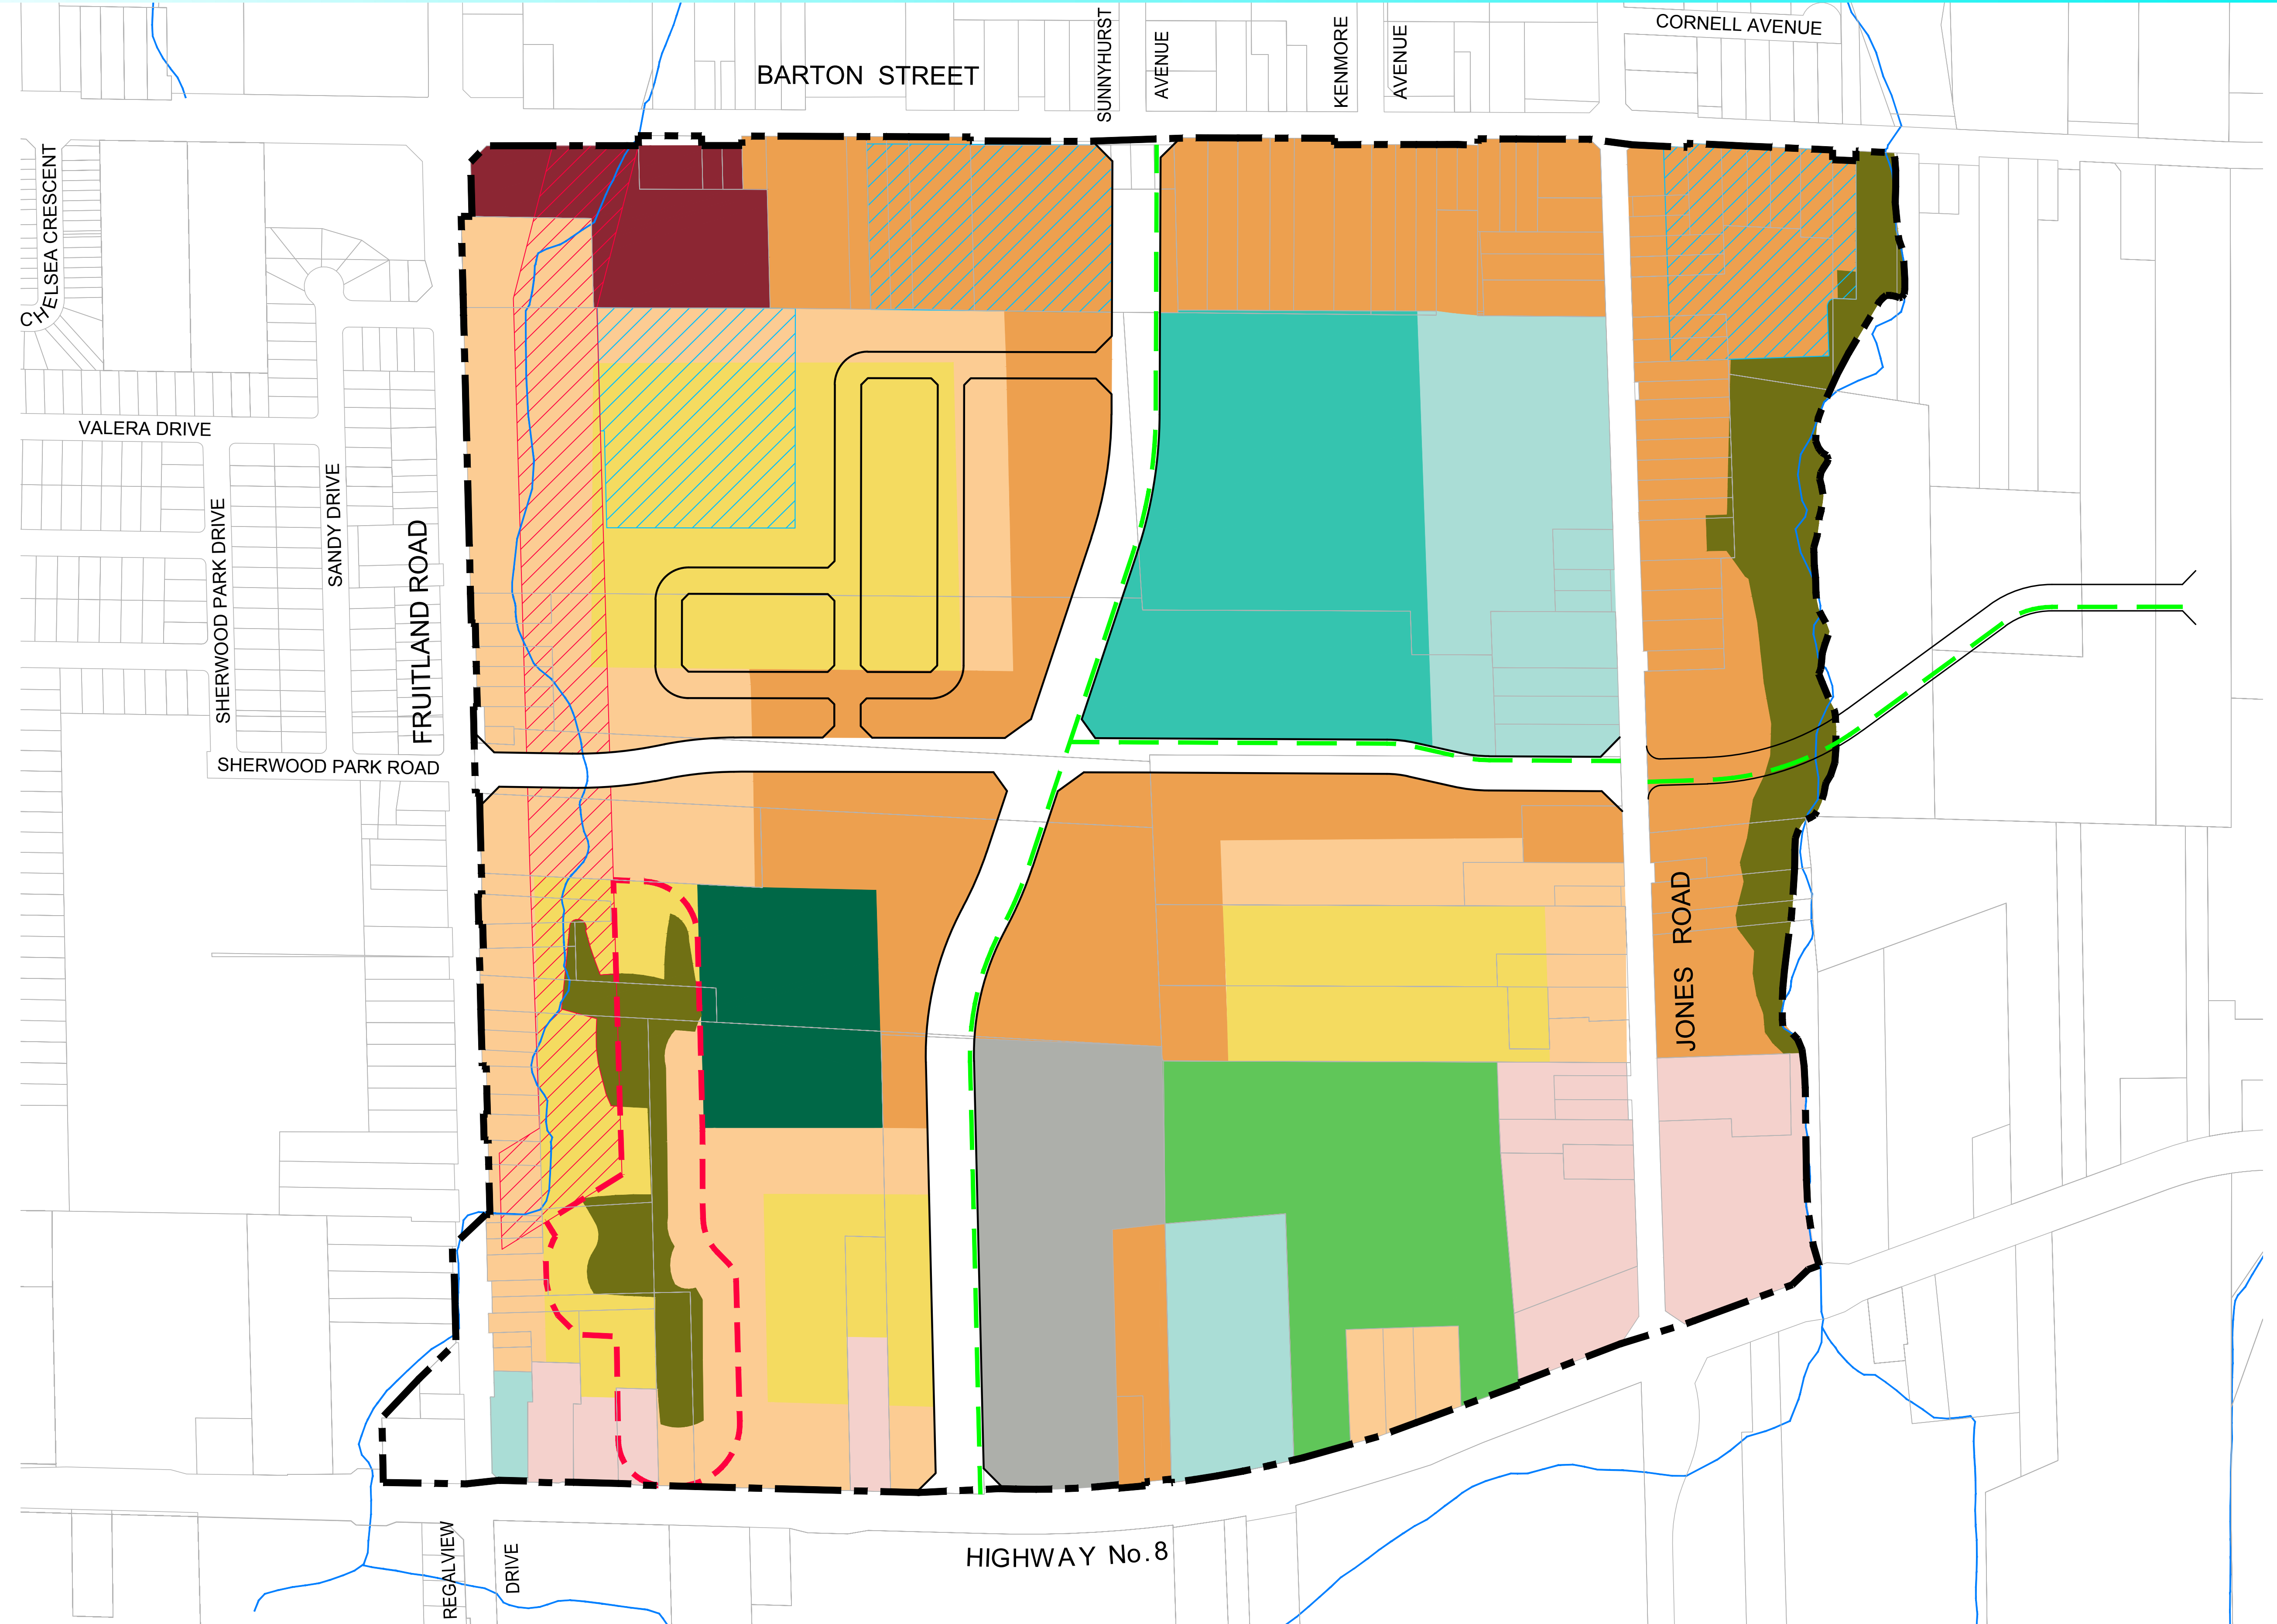 CORNELL AVENUE
BARTON STREET
SUNNYHURST
AVENUE
KENMORE
AVENUE
CHELSEA CRESCENT
VALERA DRIVE
SHERWOOD PARK DRIVE
SANDY DRIVE
FRUITLAND ROAD
SHERWOOD PARK ROAD
JONES ROAD
HIGHWAY No. 8
REGALVIEW
DRIVE